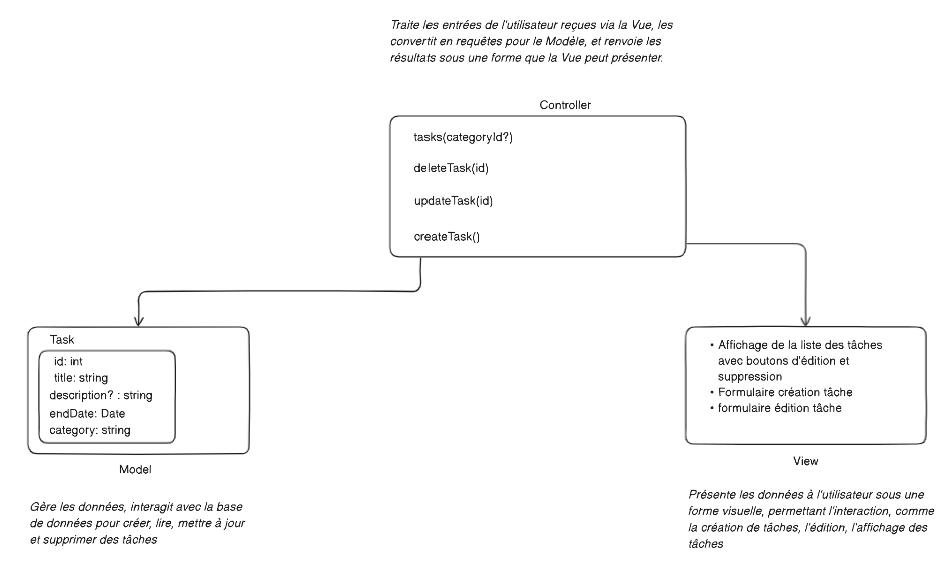 Traite les entrées de l'utilisateur reçues via la Vue, les
convertit en requêtes pour le Modèle, et renvoie les
résultats sous une forme que la Vue peut présenter.
Controller
tasks(categoryId?)
deleteTask(id)
updateTask(id)
createTask()
Task
id: int
title: string
description? : string
endDate: Date
category: string
Model
Gère les données, interagit avec la base
de données pour créer, lire, mettre à jour
et supprimer des tâches
• Affichage de la liste des tâches
avec boutons d'édition et
suppression
• Formulaire création tâche
• formulaire édition tâche
View
Présente les données à l'utilisateur sous une
forme visuelle, permettant l'interaction, comme
la création de tâches, l'édition, l'affichage des
tâches